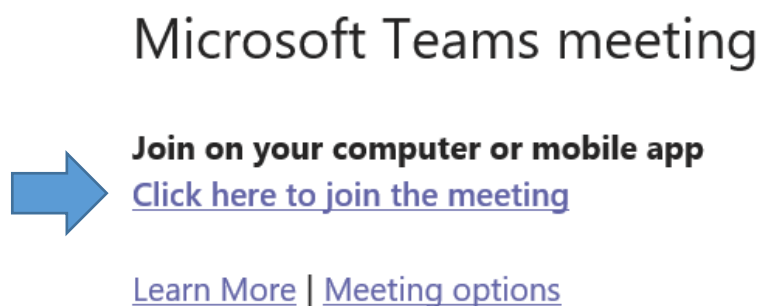 Microsoft Teams meeting
Join on your computer or mobile app
Click here to join the meeting
Learn More | Meeting options